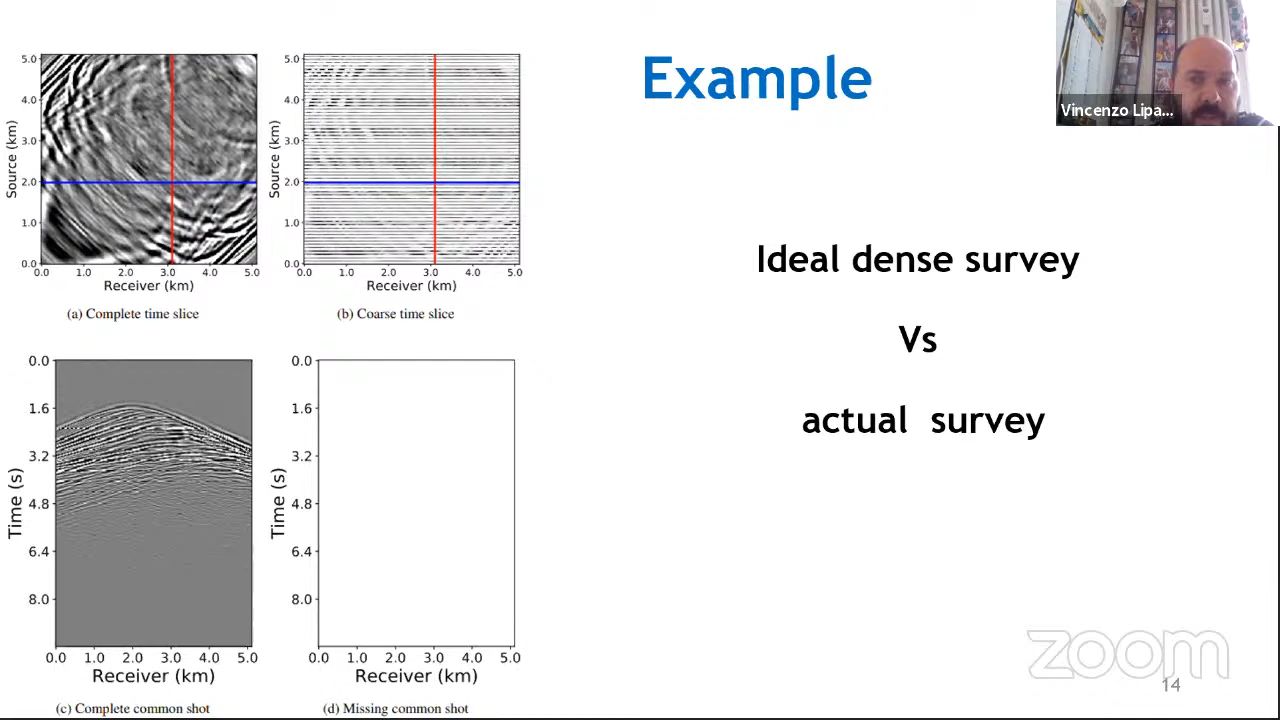 Example
Vincenzo Lipa...
Ideal dense survey
Vs
actual survey
5.0
4.0
3.0
2.0
1.0
0.0
Source (km)
0.0 1.0 2.0 3.0 4.0 5.0
Receiver (km)
(a) Complete time slice
5.0
4.0
3.0
2.0
1.0
0.0
Source (km)
0.0 1.0 2.0 3.0 4.0 5.0
Receiver (km)
(b) Coarse time slice
0.0
1.6
3.2
4.8
6.4
8.0
Time (s)
0.0 1.0 2.0 3.0 4.0 5.0
Receiver (km)
(c) Complete common shot
0.0
1.6
3.2
4.8
6.4
8.0
Time (s)
0.0 1.0 2.0 3.0 4.0 5.0
Receiver (km)
(d) Missing common shot
zoom
14